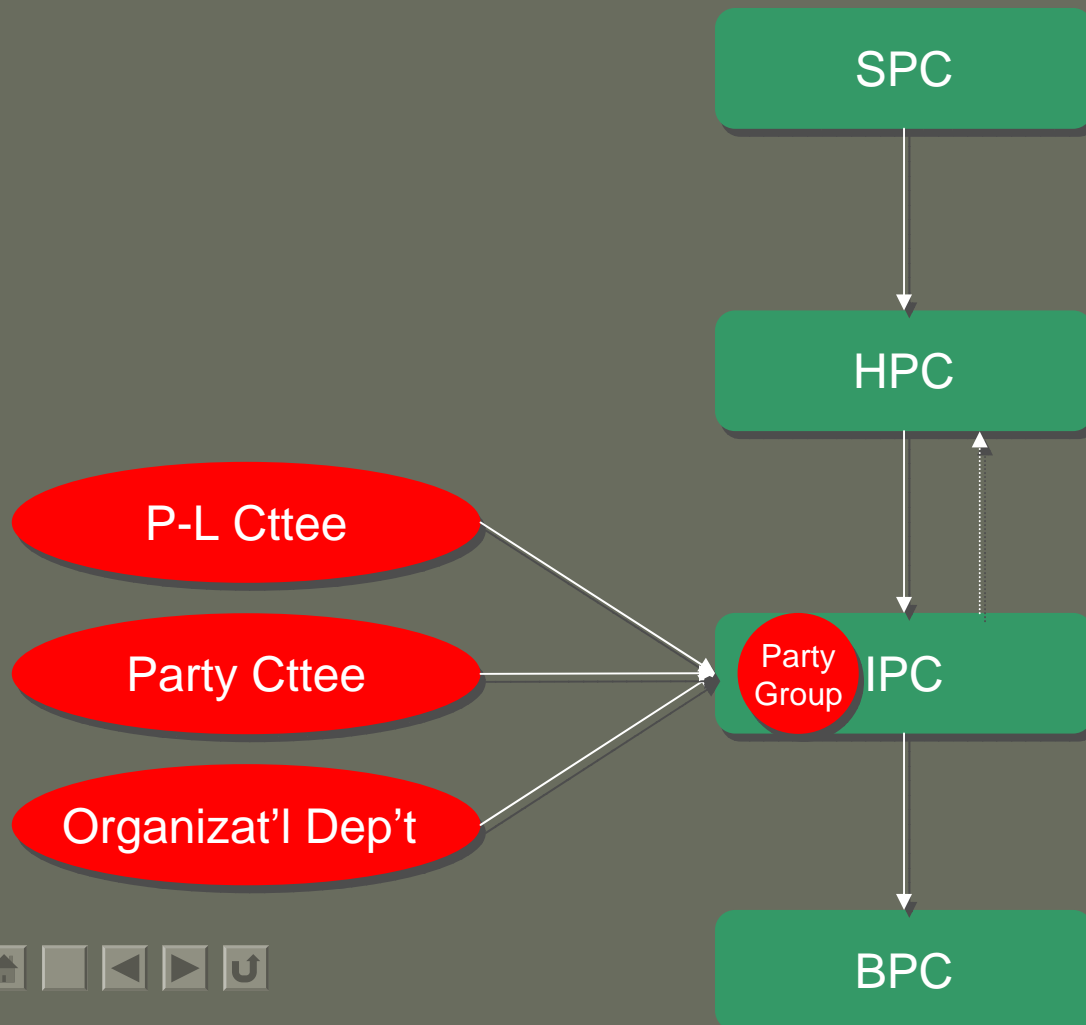 SPC
HPC
P-L Cttee
Party Cttee
Party
Group
IPC
Organizat’l Dep’t
BPC